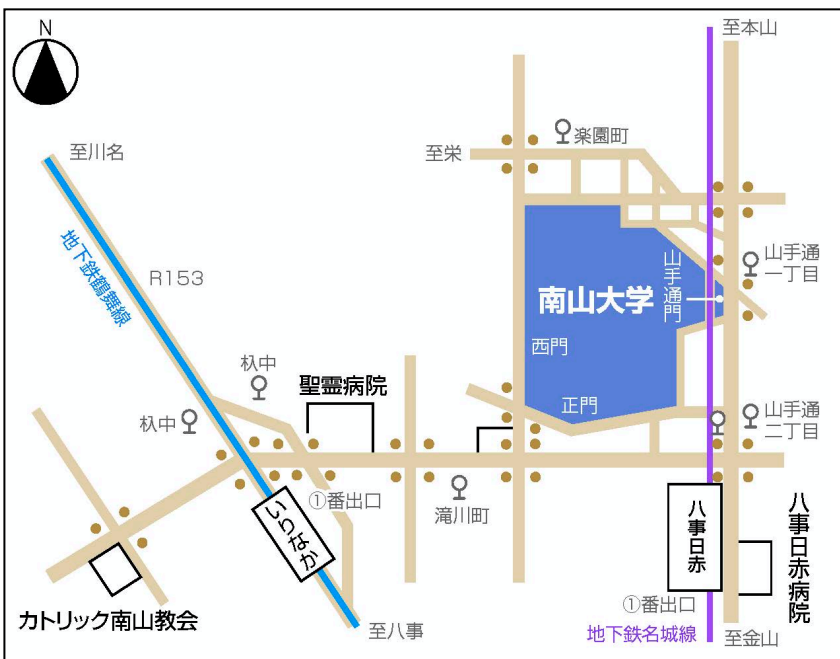 N
至本山
至川名
至栄
楽園町
地下鉄鶴舞線
R153
山手通
一丁目
山手通門
南山大学
西門
杁中
聖霊病院
正門
杁中
山手通
二丁目
①番出口
滝川町
いりなか
八事日赤
八事日赤病院
カトリック南山教会
①番出口
至八事
地下鉄名城線
至金山